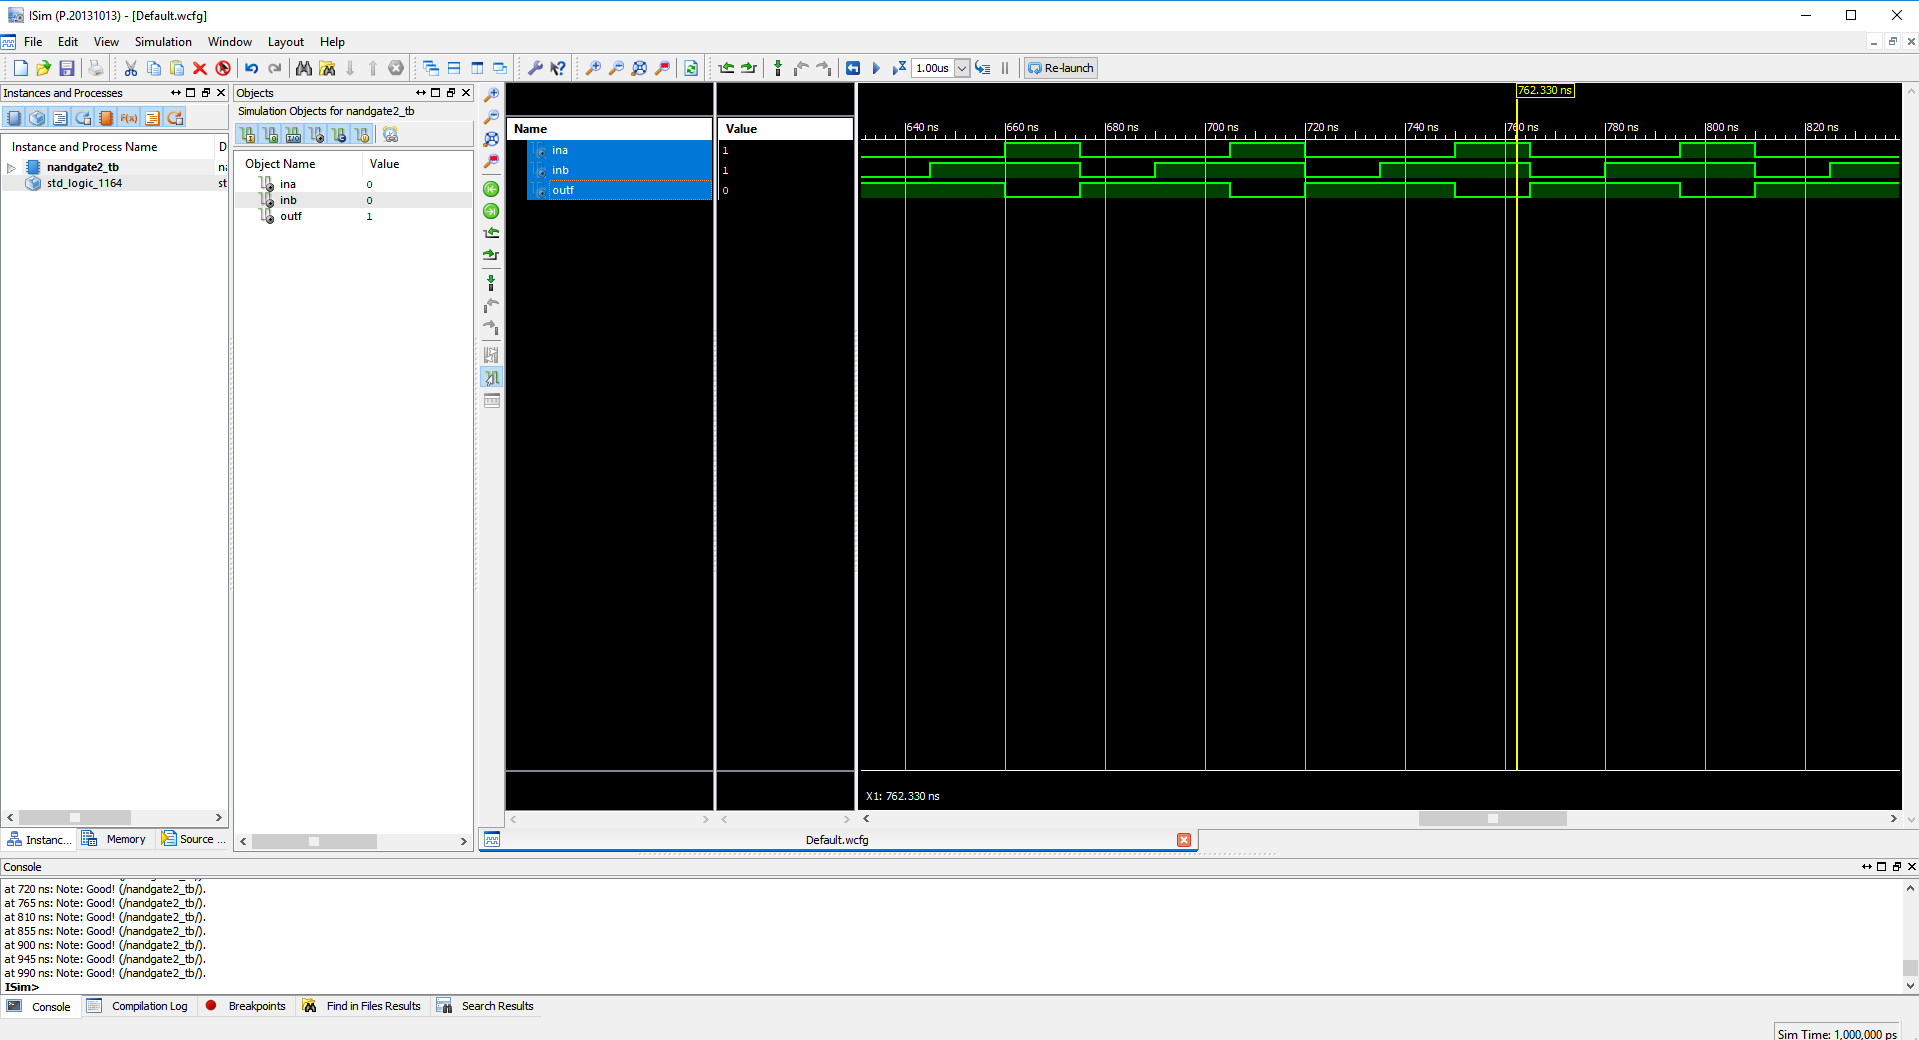 ISim (P.20131013) - [Default.wcfg]
File Edit View Simulation Window Layout Help
1.00us
Re-launch
Instances and Processes
Instance and Process Name D
nandgate2_tb
std_logic_1164 st
Objects
Simulation Objects for nandgate2_tb
Object Name Value
ina 0
inb 0
outf 1
Name Value
ina 1
inb 1
outf 0
762.330 ns
640 ns 660 ns 680 ns 700 ns 720 ns 740 ns 760 ns 780 ns 800 ns 820 ns
X1: 762.330 ns
Instanc... Memory Source ...
Default.wcfg
Console
at 720 ns: Note: Good! (/nandgate2_tb/).
at 765 ns: Note: Good! (/nandgate2_tb/).
at 810 ns: Note: Good! (/nandgate2_tb/).
at 855 ns: Note: Good! (/nandgate2_tb/).
at 900 ns: Note: Good! (/nandgate2_tb/).
at 945 ns: Note: Good! (/nandgate2_tb/).
at 990 ns: Note: Good! (/nandgate2_tb/).
ISim>
Console Compilation Log Breakpoints Find in Files Results Search Results
Sim Time: 1,000,000 ps